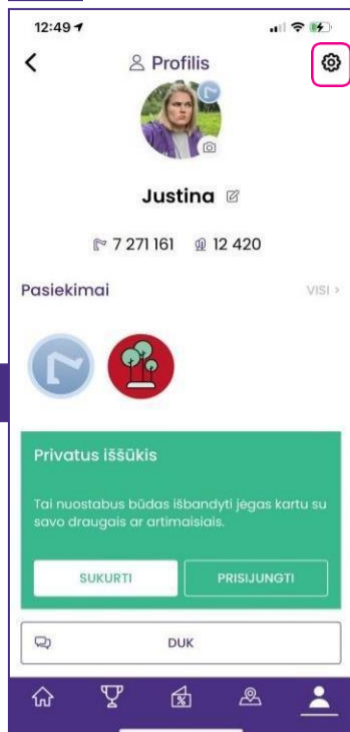 12:49
Profilis
Justina
7 271 161 12 420
Pasiekimai VISI >
Privatus iššūkis
Tai nuostabus būdas išbandyti jėgas kartu su
savo draugais ar artimaisiais.
SUKURTI PRISIJUNGTI
DUK